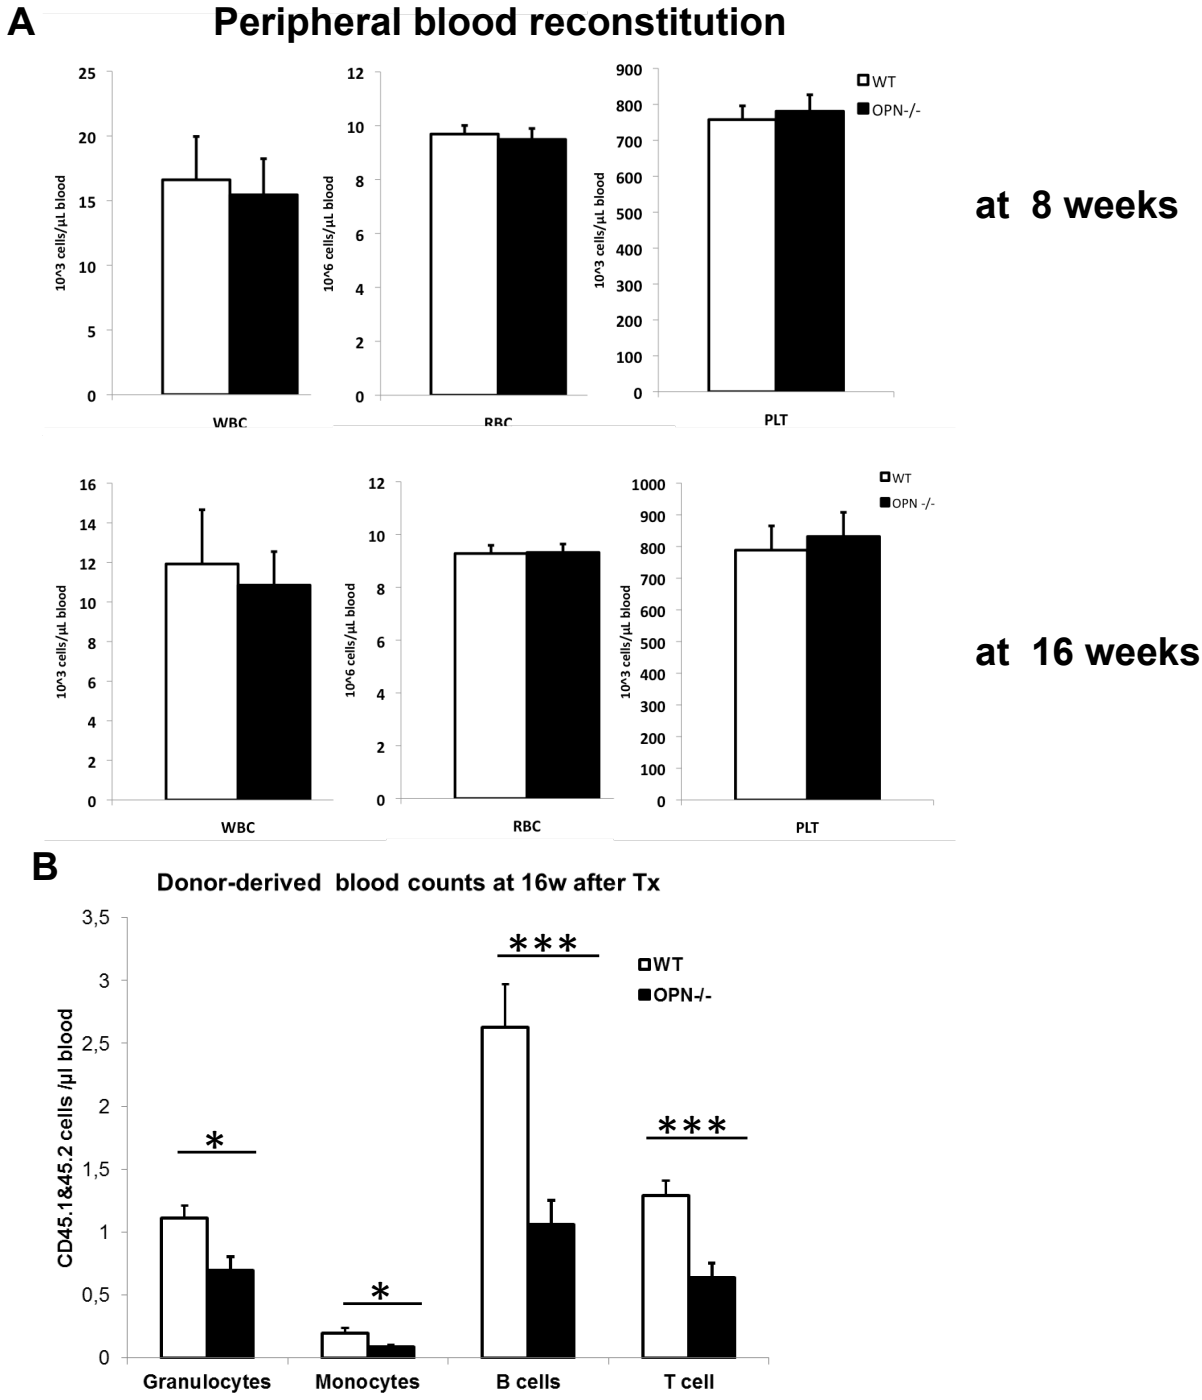 A
Peripheral blood reconstitution
25
20
15
10
5
0
10^3 cells/µL blood
WBC
12
10
8
6
4
2
0
10^6 cells/µL blood
RBC
900
800
700
600
500
400
300
200
100
0
10^3 cells/µL blood
PLT
WT
OPN-/-
at 8 weeks
16
14
12
10
8
6
4
2
0
10^3 cells/µL blood
WBC
12
10
8
6
4
2
0
10^6 cells/µL blood
RBC
1000
900
800
700
600
500
400
300
200
100
0
10^3 cells/µL blood
PLT
WT
OPN -/-
at 16 weeks
B
Donor-derived blood counts at 16w after Tx
3,5
3
2,5
2
1,5
1
0,5
0
CD45.1&45.2 cells /µl blood
*
*
***
***
WT
OPN-/-
Granulocytes
Monocytes
B cells
T cell